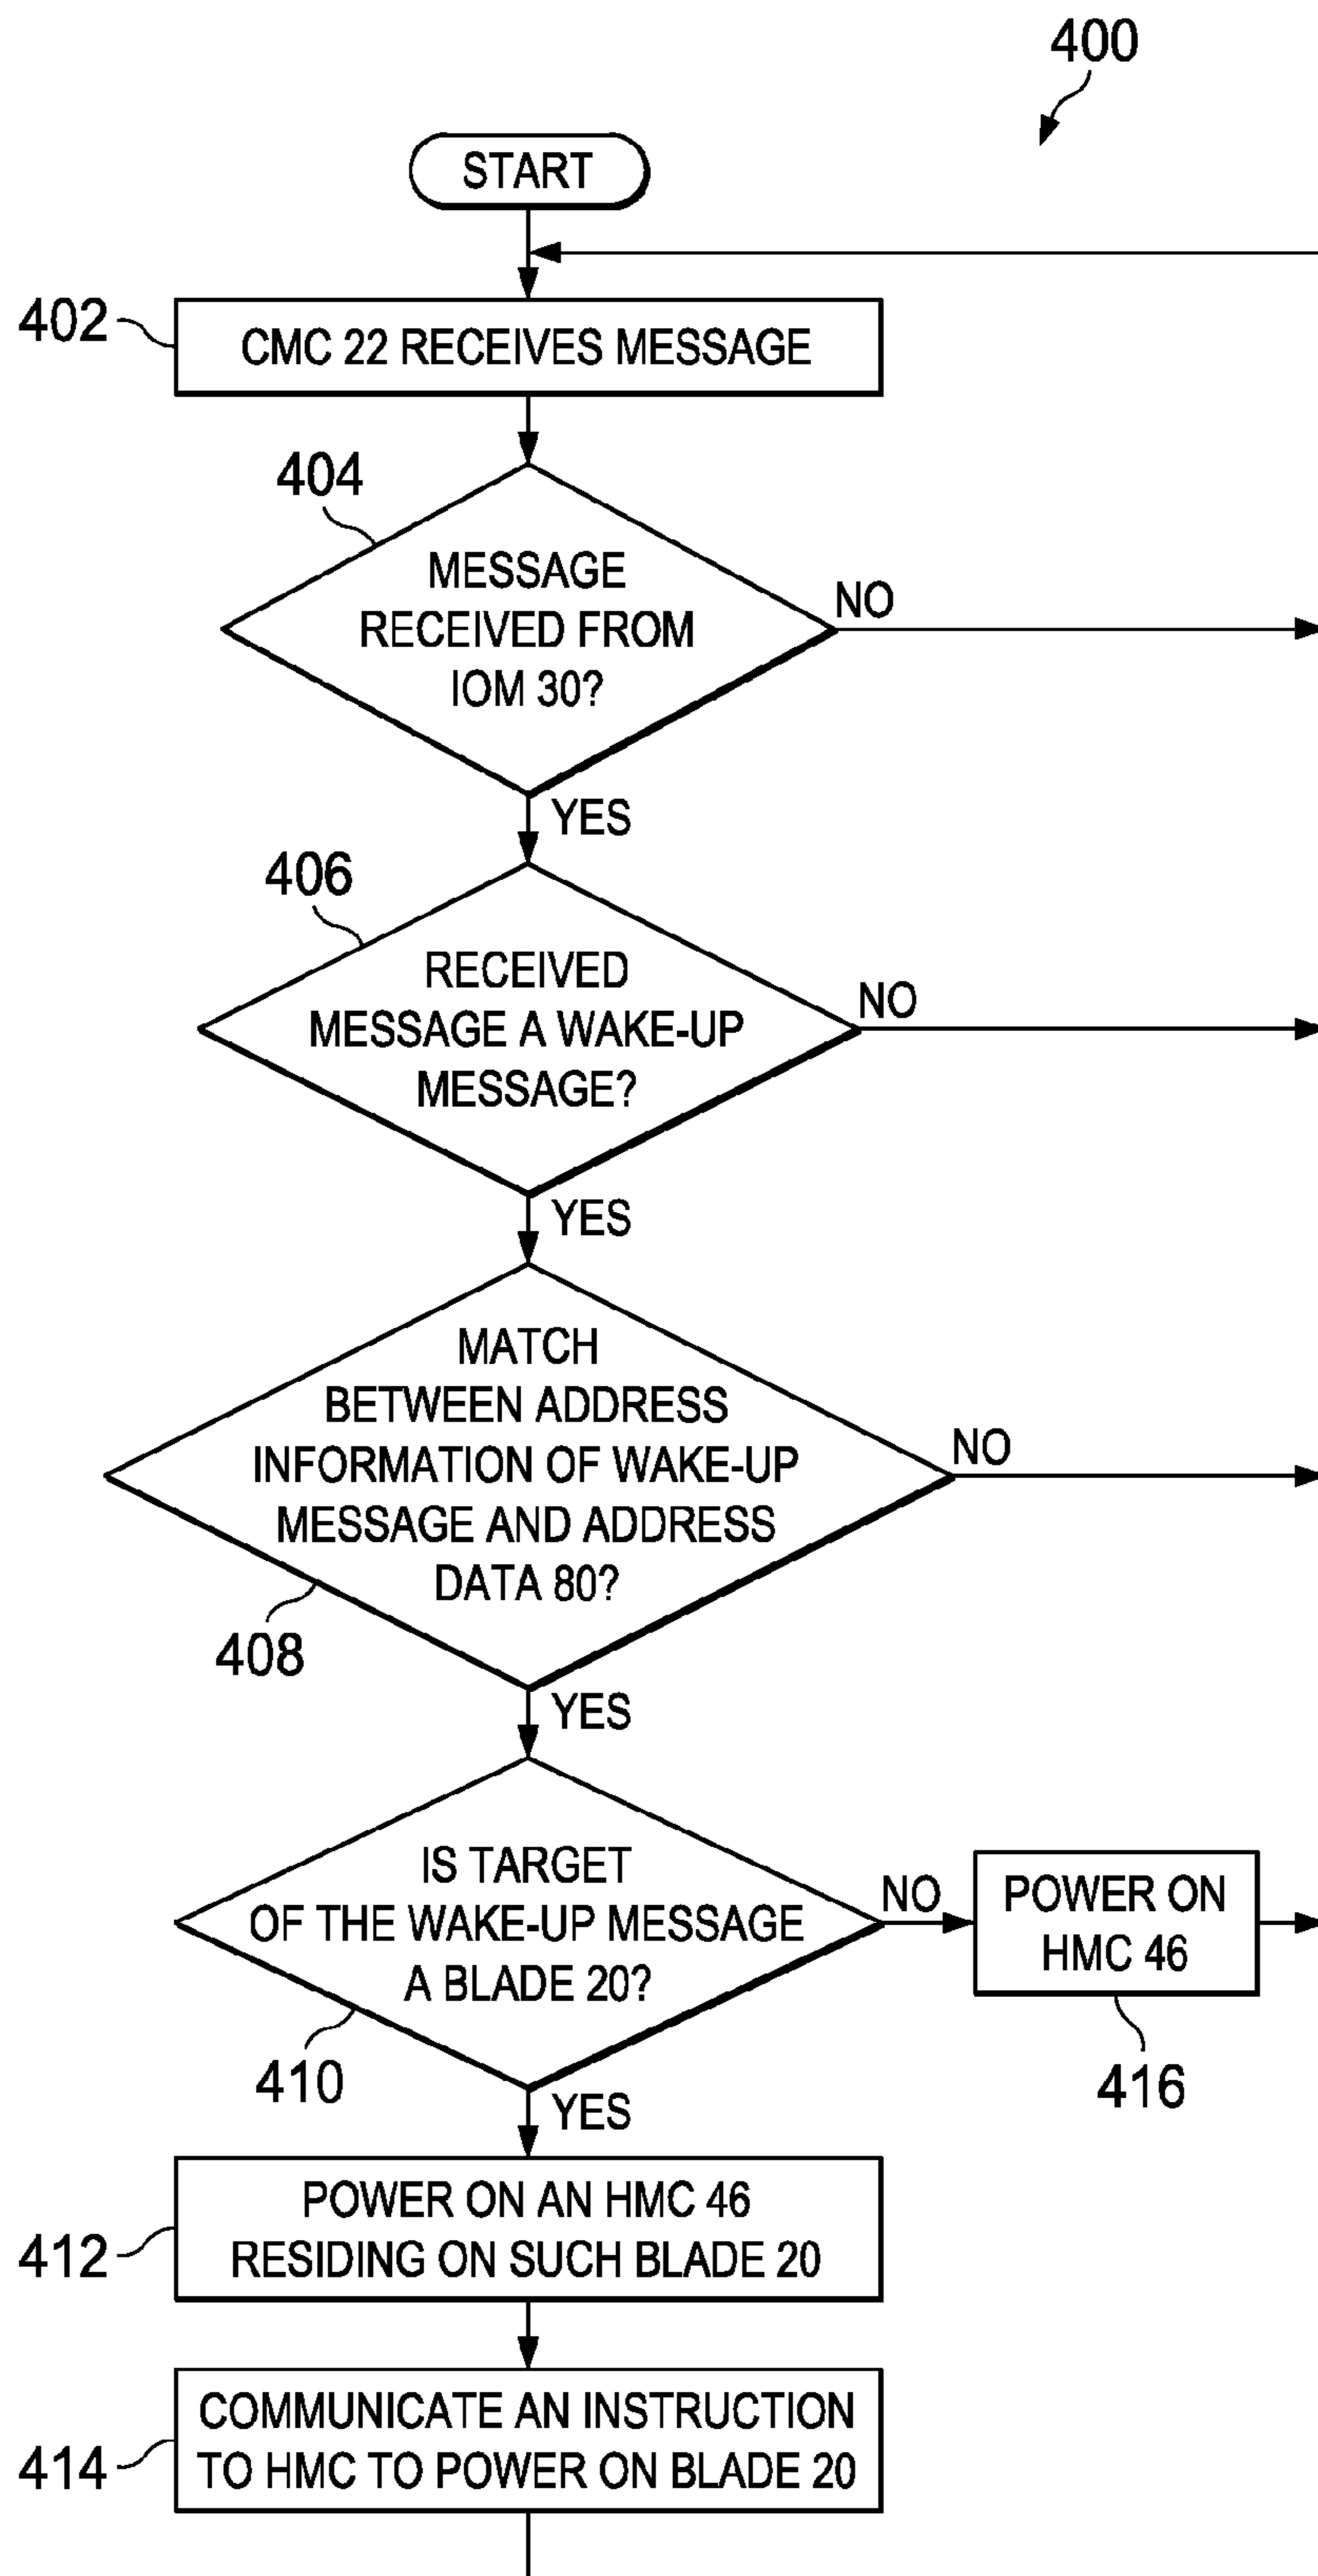 400
START
402
CMC 22 RECEIVES MESSAGE
404
MESSAGE
RECEIVED FROM
IOM 30?
NO
YES
406
RECEIVED
MESSAGE A WAKE-UP
MESSAGE?
NO
YES
MATCH
BETWEEN ADDRESS
INFORMATION OF WAKE-UP
MESSAGE AND ADDRESS
DATA 80?
NO
408
YES
IS TARGET
OF THE WAKE-UP MESSAGE
A BLADE 20?
NO
410
POWER ON
HMC 46
416
YES
412
POWER ON AN HMC 46
RESIDING ON SUCH BLADE 20
414
COMMUNICATE AN INSTRUCTION
TO HMC TO POWER ON BLADE 20